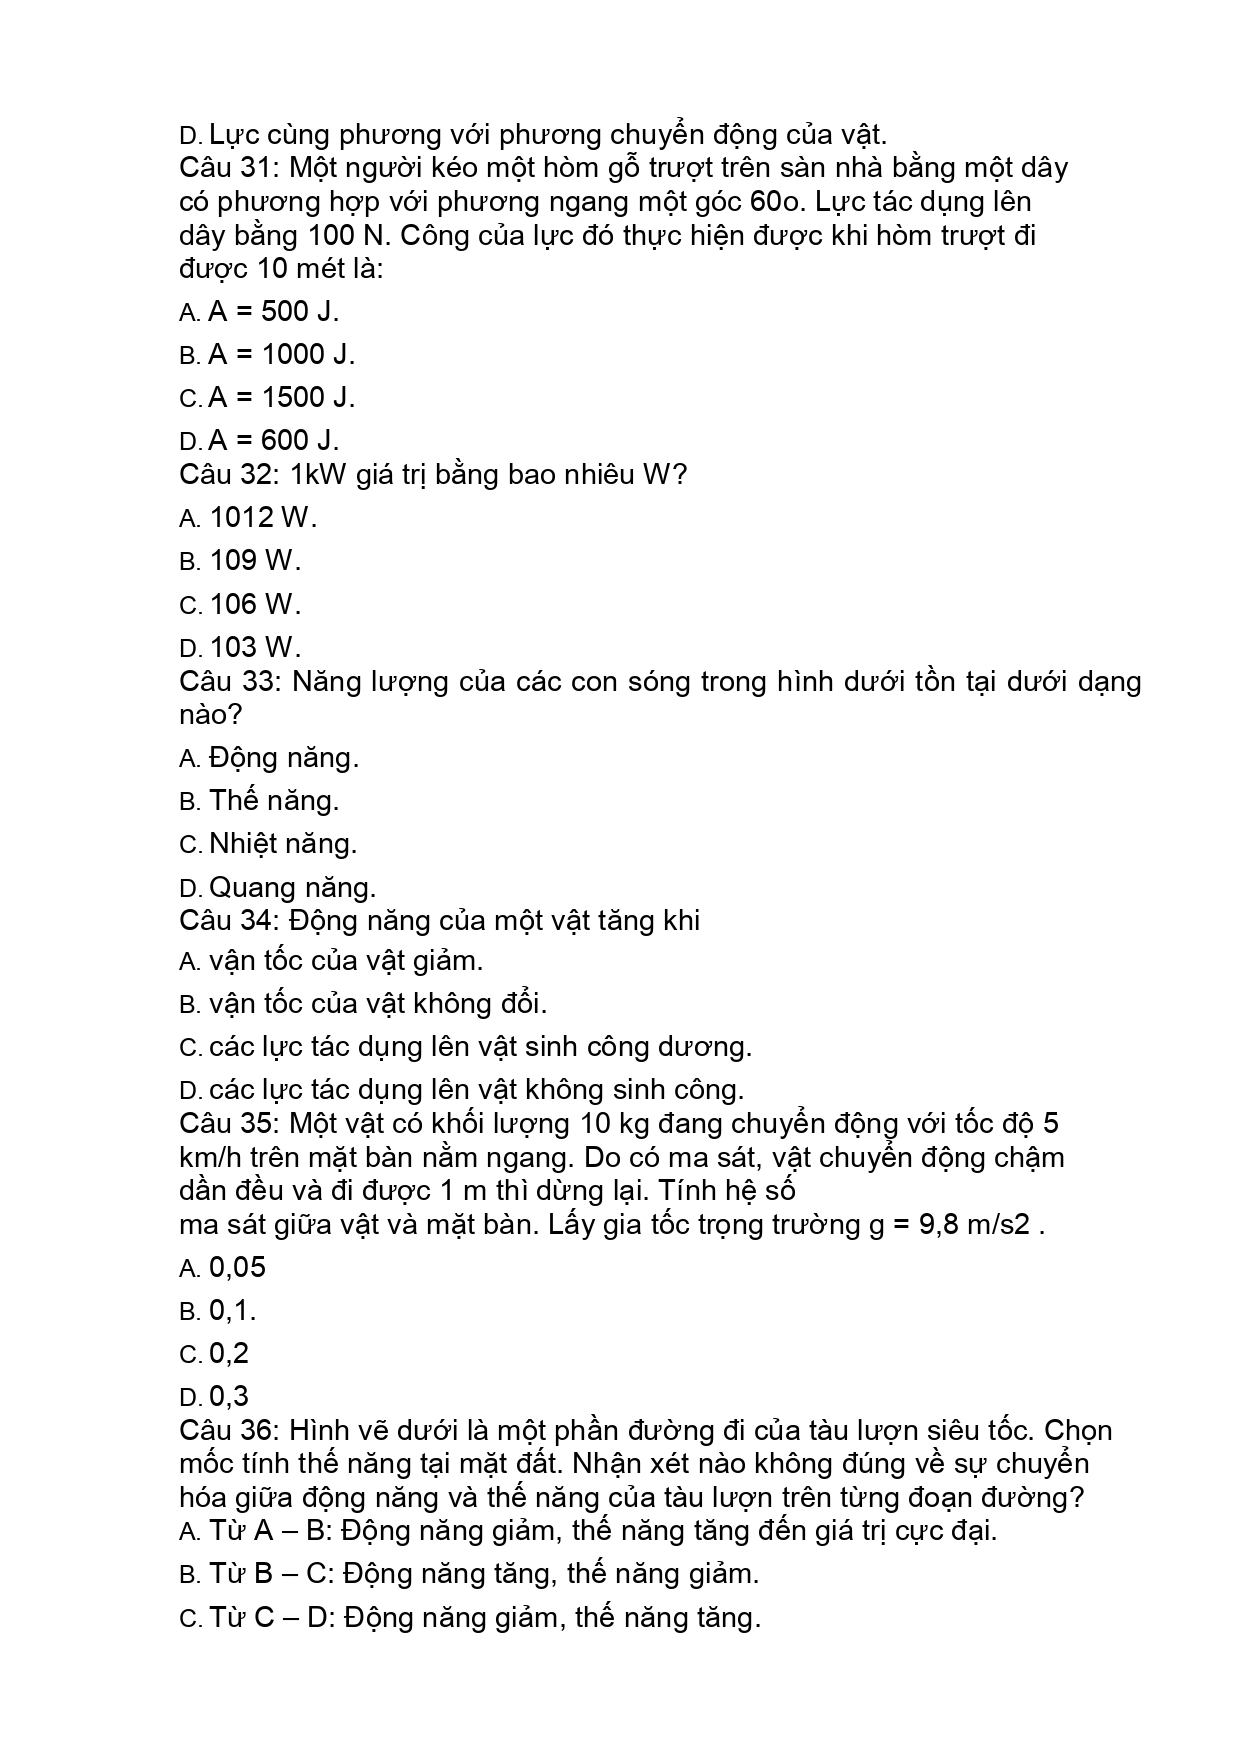 D. Lực cùng phương với phương chuyển động của vật.
Câu 31: Một người kéo một hòm gỗ trượt trên sàn nhà bằng một dây
có phương hợp với phương ngang một góc 60o. Lực tác dụng lên
dây bằng 100 N. Công của lực đó thực hiện được khi hòm trượt đi
được 10 mét là:
A. A = 500 J.
B. A = 1000 J.
C. A = 1500 J.
D. A = 600 J.
Câu 32: 1kW giá trị bằng bao nhiêu W?
A. 1012 W.
B. 109 W.
C. 106 W.
D. 103 W.
Câu 33: Năng lượng của các con sóng trong hình dưới tồn tại dưới dạng
nào?
A. Động năng.
B. Thế năng.
C. Nhiệt năng.
D. Quang năng.
Câu 34: Động năng của một vật tăng khi
A. vận tốc của vật giảm.
B. vận tốc của vật không đổi.
C. các lực tác dụng lên vật sinh công dương.
D. các lực tác dụng lên vật không sinh công.
Câu 35: Một vật có khối lượng 10 kg đang chuyển động với tốc độ 5
km/h trên mặt bàn nằm ngang. Do có ma sát, vật chuyển động chậm
dần đều và đi được 1 m thì dừng lại. Tính hệ số
ma sát giữa vật và mặt bàn. Lấy gia tốc trọng trường g = 9,8 m/s2 .
A. 0,05
B. 0,1.
C. 0,2
D. 0,3
Câu 36: Hình vẽ dưới là một phần đường đi của tàu lượn siêu tốc. Chọn
mốc tính thế năng tại mặt đất. Nhận xét nào không đúng về sự chuyển
hóa giữa động năng và thế năng của tàu lượn trên từng đoạn đường?
A. Từ A – B: Động năng giảm, thế năng tăng đến giá trị cực đại.
B. Từ B – C: Động năng tăng, thế năng giảm.
C. Từ C – D: Động năng giảm, thế năng tăng.